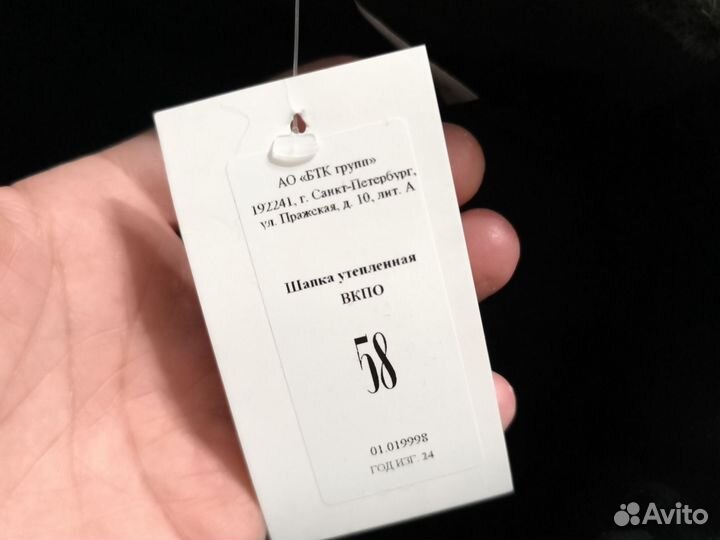 АО «БТК групп»
192241, г. Санкт-Петербург,
ул. Пражская, д. 10, лит. А
Шапка утепленная
ВКПО
58
01.019998
ГОД ИЗГ. 24
Avito